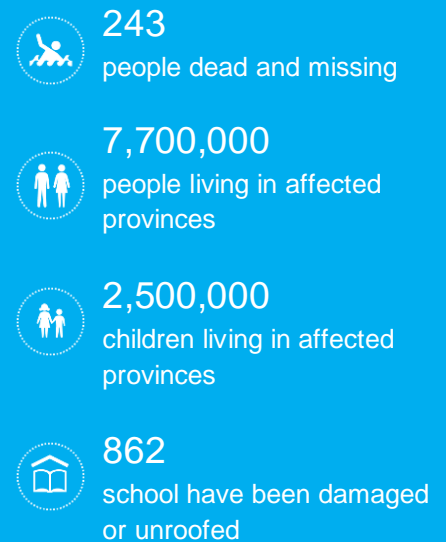 243
people dead and missing
7,700,000
people living in affected
provinces
2,500,000
children living in affected
provinces
862
school have been damaged
or unroofed